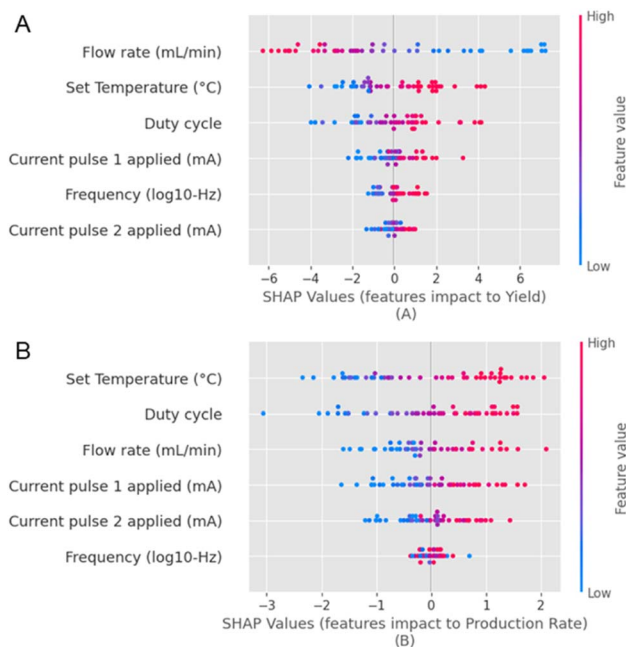 A
High
Flow rate (mL/min)
Set Temperature (°C)
Duty cycle
Current pulse 1 applied (mA)
Frequency (log10-Hz)
Current pulse 2 applied (mA)
Feature value
Low
−6 −4 −2 0 2 4 6
SHAP Values (features impact to Yield)
(A)
B
High
Set Temperature (°C)
Duty cycle
Flow rate (mL/min)
Current pulse 1 applied (mA)
Current pulse 2 applied (mA)
Frequency (log10-Hz)
Feature value
Low
−3 −2 −1 0 1 2
SHAP Values (features impact to Production Rate)
(B)